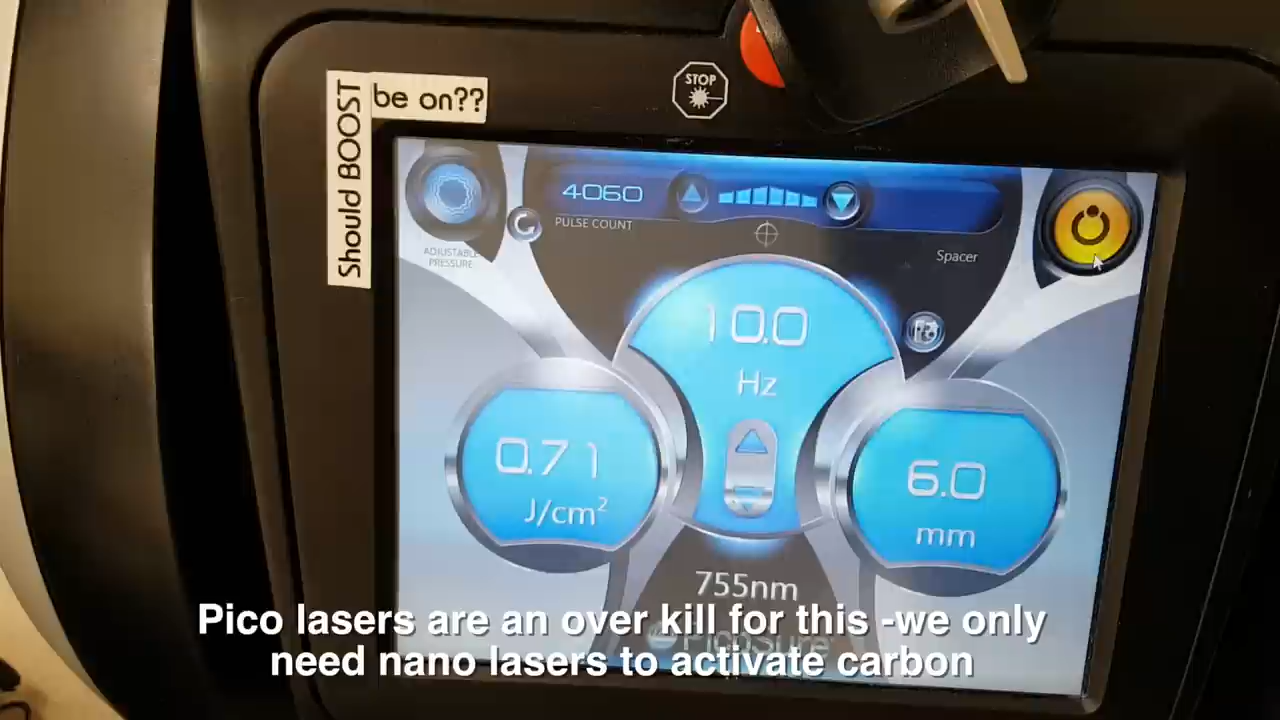 Should BOOST
be on??
STOP
4060
PULSE COUNT
ADJUSTABLE
PRESSURE
Spacer
10.0
Hz
0.71
J/cm²
6.0
mm
755nm
PicoSure
Pico lasers are an over kill for this -we only
need nano lasers to activate carbon